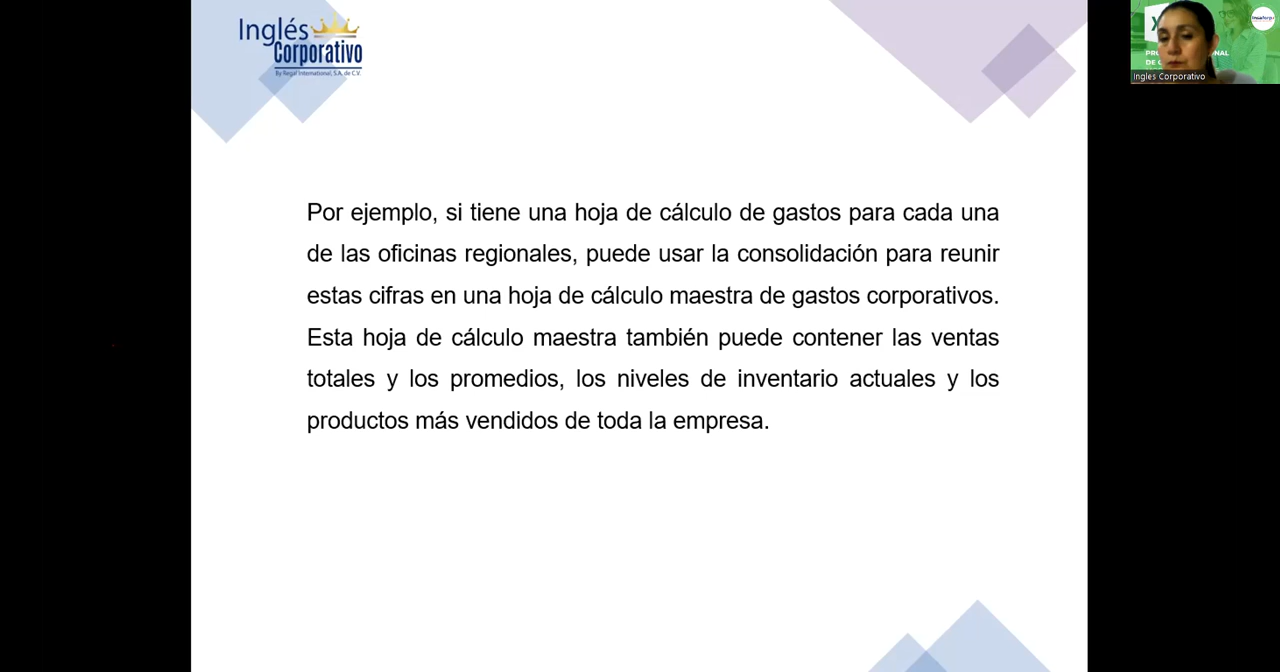 Inglés
Corporativo
By Regal International, S.A. de C.V.
Por ejemplo, si tiene una hoja de cálculo de gastos para cada una
de las oficinas regionales, puede usar la consolidación para reunir
estas cifras en una hoja de cálculo maestra de gastos corporativos.
Esta hoja de cálculo maestra también puede contener las ventas
totales y los promedios, los niveles de inventario actuales y los
productos más vendidos de toda la empresa.
Ingles Corporativo